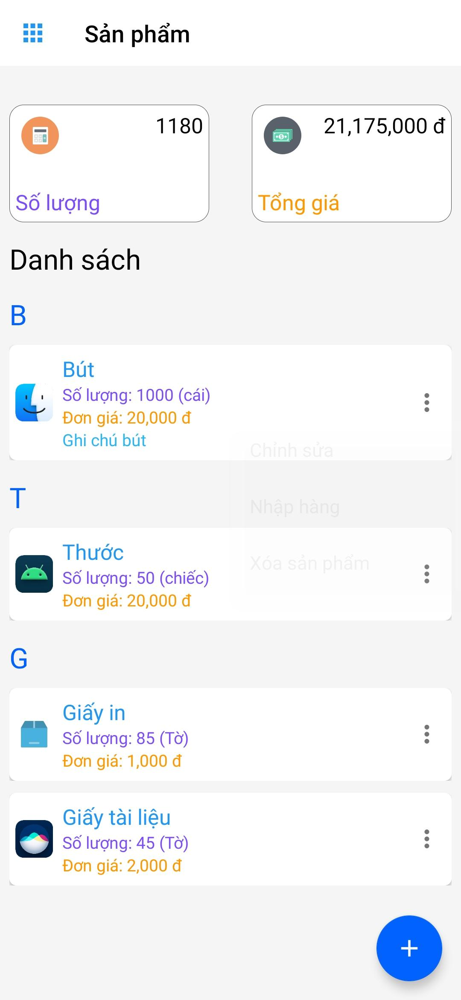 Sản phẩm
1180
21,175,000 đ
Số lượng
Tổng giá
Danh sách
B
Bút
Số lượng: 1000 (cái)
Đơn giá: 20,000 đ
Ghi chú bút
Chỉnh sửa
T
Nhập hàng
Thước
Xóa sản phẩm
Số lượng: 50 (chiếc)
Đơn giá: 20,000 đ
G
Giấy in
Số lượng: 85 (Tờ)
Đơn giá: 1,000 đ
Giấy tài liệu
Số lượng: 45 (Tờ)
Đơn giá: 2,000 đ